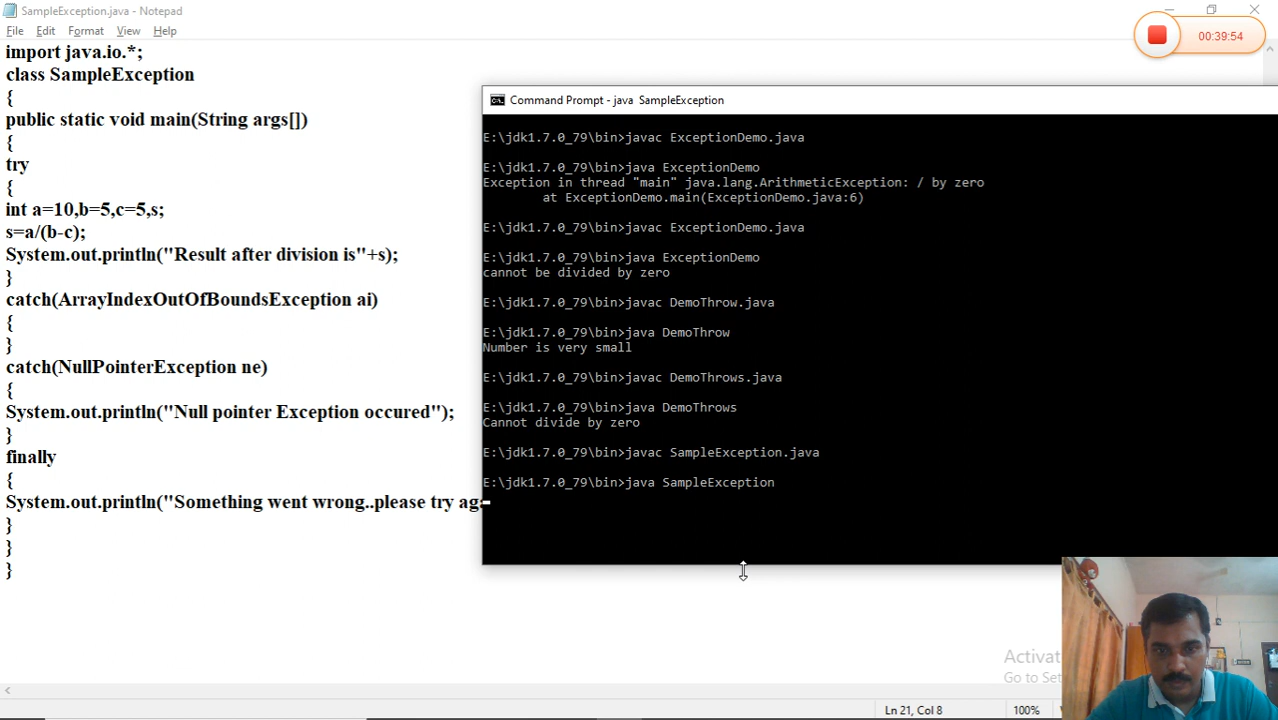 SampleException.java - Notepad
File Edit Format View Help
00:39:54
import java.io.*;
class SampleException
{
public static void main(String args[])
{
try
{
int a=10,b=5,c=5,s;
s=a/(b-c);
System.out.println("Result after division is"+s);
}
catch(ArrayIndexOutOfBoundsException ai)
{
}
catch(NullPointerException ne)
{
System.out.println("Null pointer Exception occured");
}
finally
{
System.out.println("Something went wrong..please try aga
}
}
}
Command Prompt - java SampleException
E:\jdk1.7.0_79\bin>javac ExceptionDemo.java
E:\jdk1.7.0_79\bin>java ExceptionDemo
Exception in thread "main" java.lang.ArithmeticException: / by zero
at ExceptionDemo.main(ExceptionDemo.java:6)
E:\jdk1.7.0_79\bin>javac ExceptionDemo.java
E:\jdk1.7.0_79\bin>java ExceptionDemo
cannot be divided by zero
E:\jdk1.7.0_79\bin>javac DemoThrow.java
E:\jdk1.7.0_79\bin>java DemoThrow
Number is very small
E:\jdk1.7.0_79\bin>javac DemoThrows.java
E:\jdk1.7.0_79\bin>java DemoThrows
Cannot divide by zero
E:\jdk1.7.0_79\bin>javac SampleException.java
E:\jdk1.7.0_79\bin>java SampleException
Activat
Go to Set
Ln 21, Col 8
100%